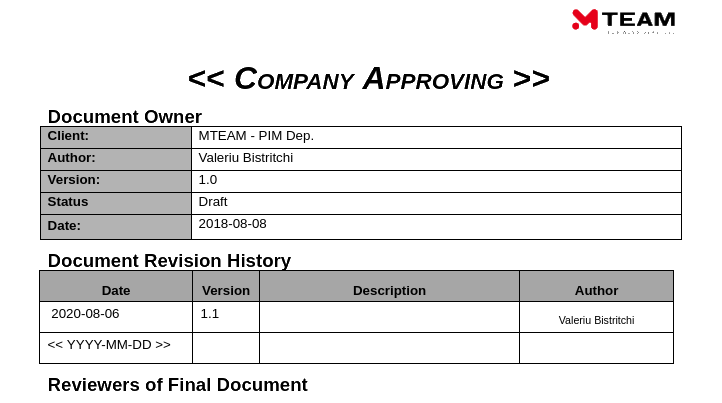 MTEAM
<< Company Approving >>
Document Owner
Client: MTEAM - PIM Dep.
Author: Valeriu Bistritchi
Version: 1.0
Status Draft
Date: 2018-08-08
Document Revision History
Date Version Description Author
2020-08-06 1.1 Valeriu Bistritchi
<< YYYY-MM-DD >>
Reviewers of Final Document